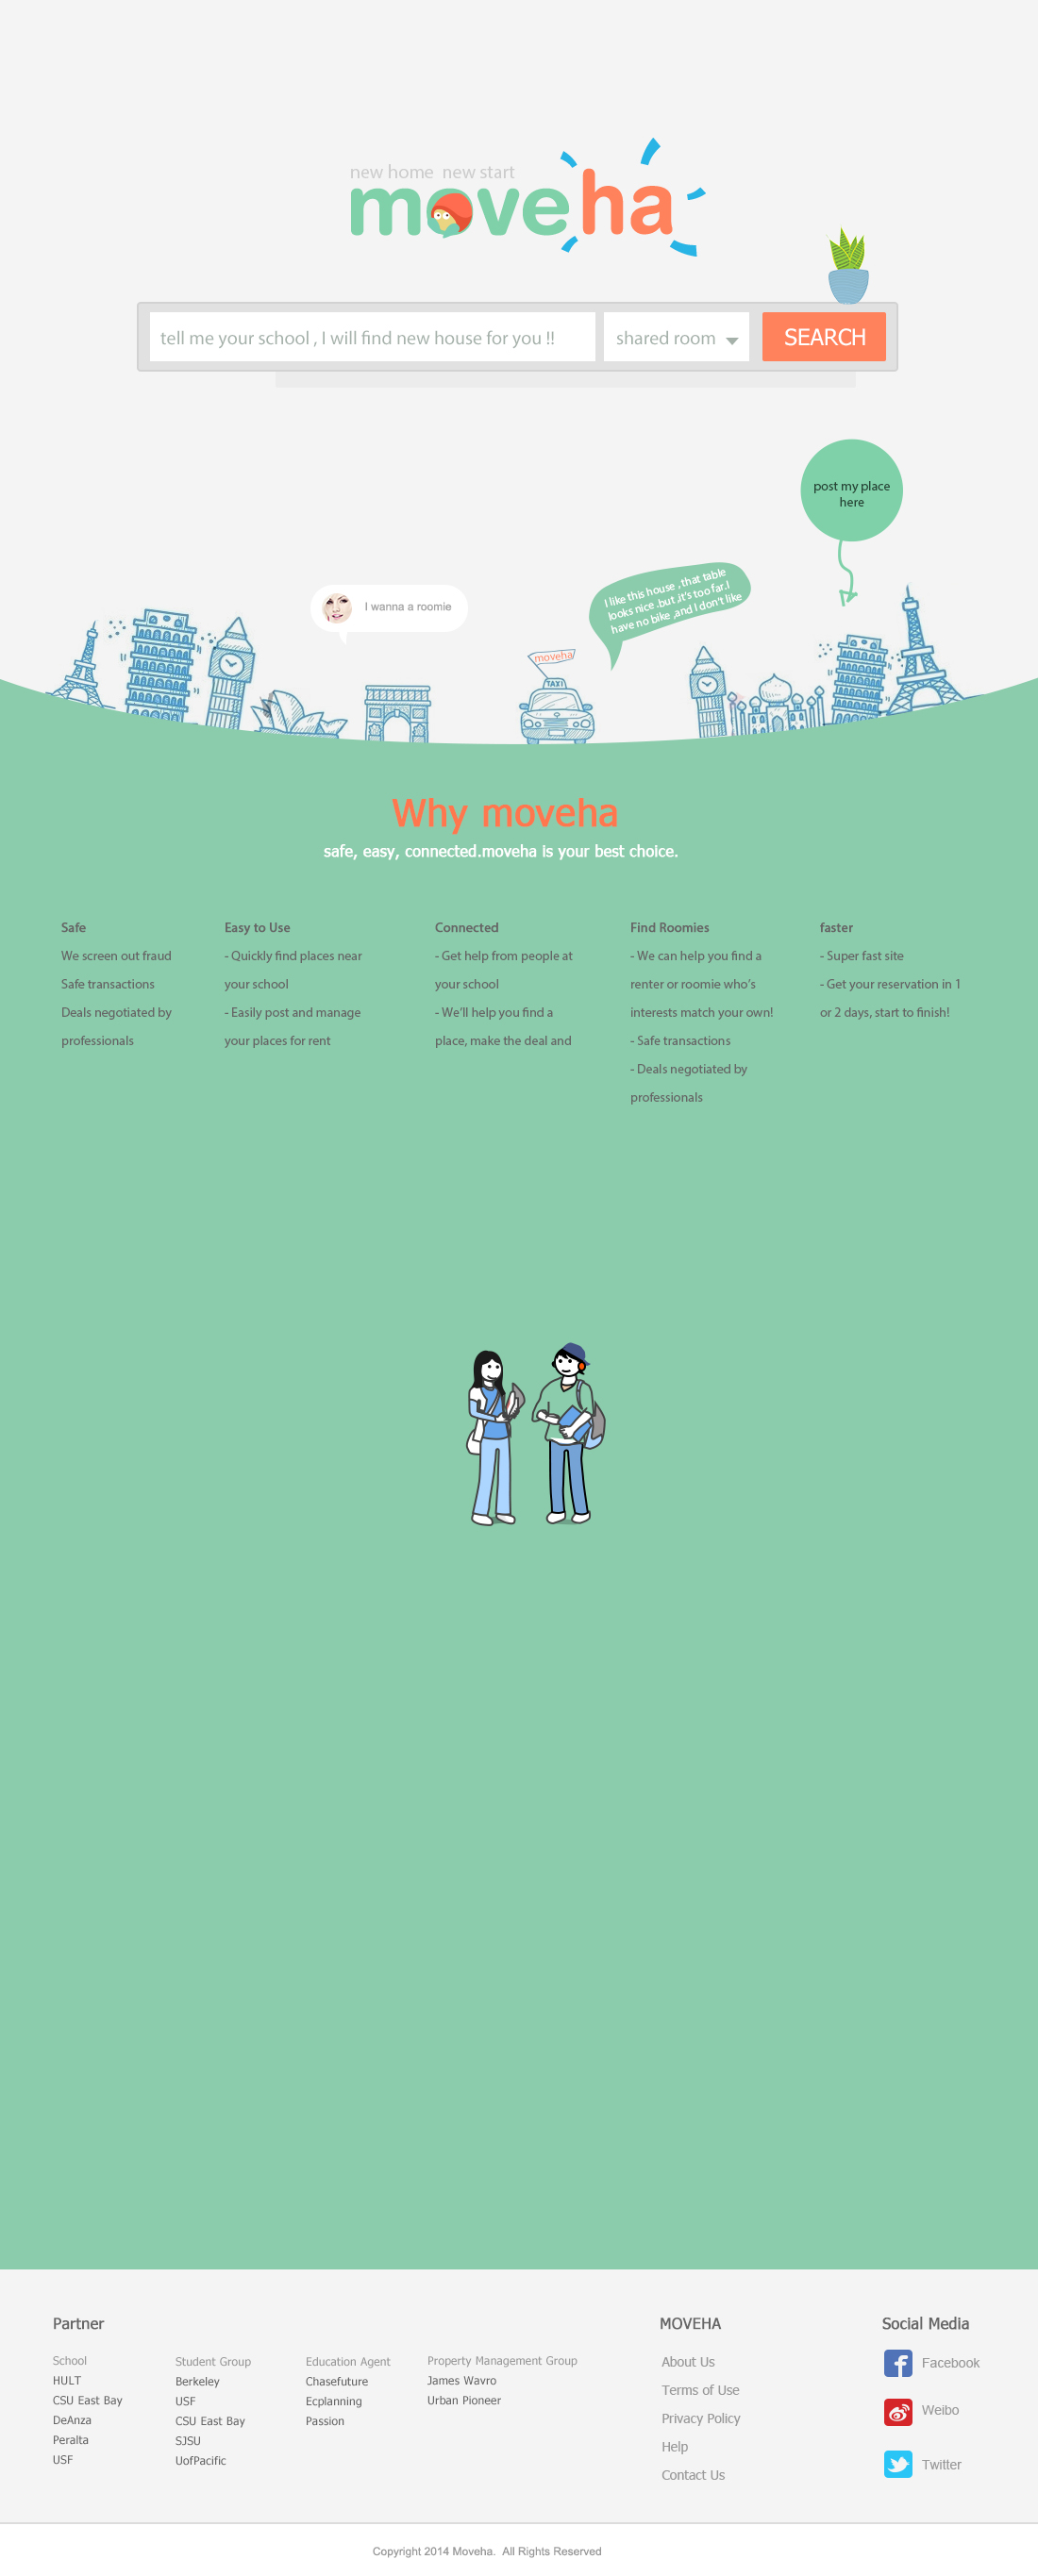 new home new start
moveha
tell me your school , I will find new house for you !!
shared room
SEARCH
post my place
here
I wanna a roomie
I like this house , that table
looks nice .but .it's too far.I
have no bike ,and I don't like
moveha
TAXI
Why moveha
safe, easy, connected.moveha is your best choice.
Safe
We screen out fraud
Safe transactions
Deals negotiated by
professionals
Easy to Use
- Quickly find places near
your school
- Easily post and manage
your places for rent
Connected
- Get help from people at
your school
- We'll help you find a
place, make the deal and
Find Roomies
- We can help you find a
renter or roomie who's
interests match your own!
- Safe transactions
- Deals negotiated by
professionals
faster
- Super fast site
- Get your reservation in 1
or 2 days, start to finish!
Partner
School
HULT
CSU East Bay
DeAnza
Peralta
USF
Student Group
Berkeley
USF
CSU East Bay
SJSU
UofPacific
Education Agent
Chasefuture
Ecplanning
Passion
Property Management Group
James Wavro
Urban Pioneer
MOVEHA
About Us
Terms of Use
Privacy Policy
Help
Contact Us
Social Media
Facebook
Weibo
Twitter
Copyright 2014 Moveha. All Rights Reserved